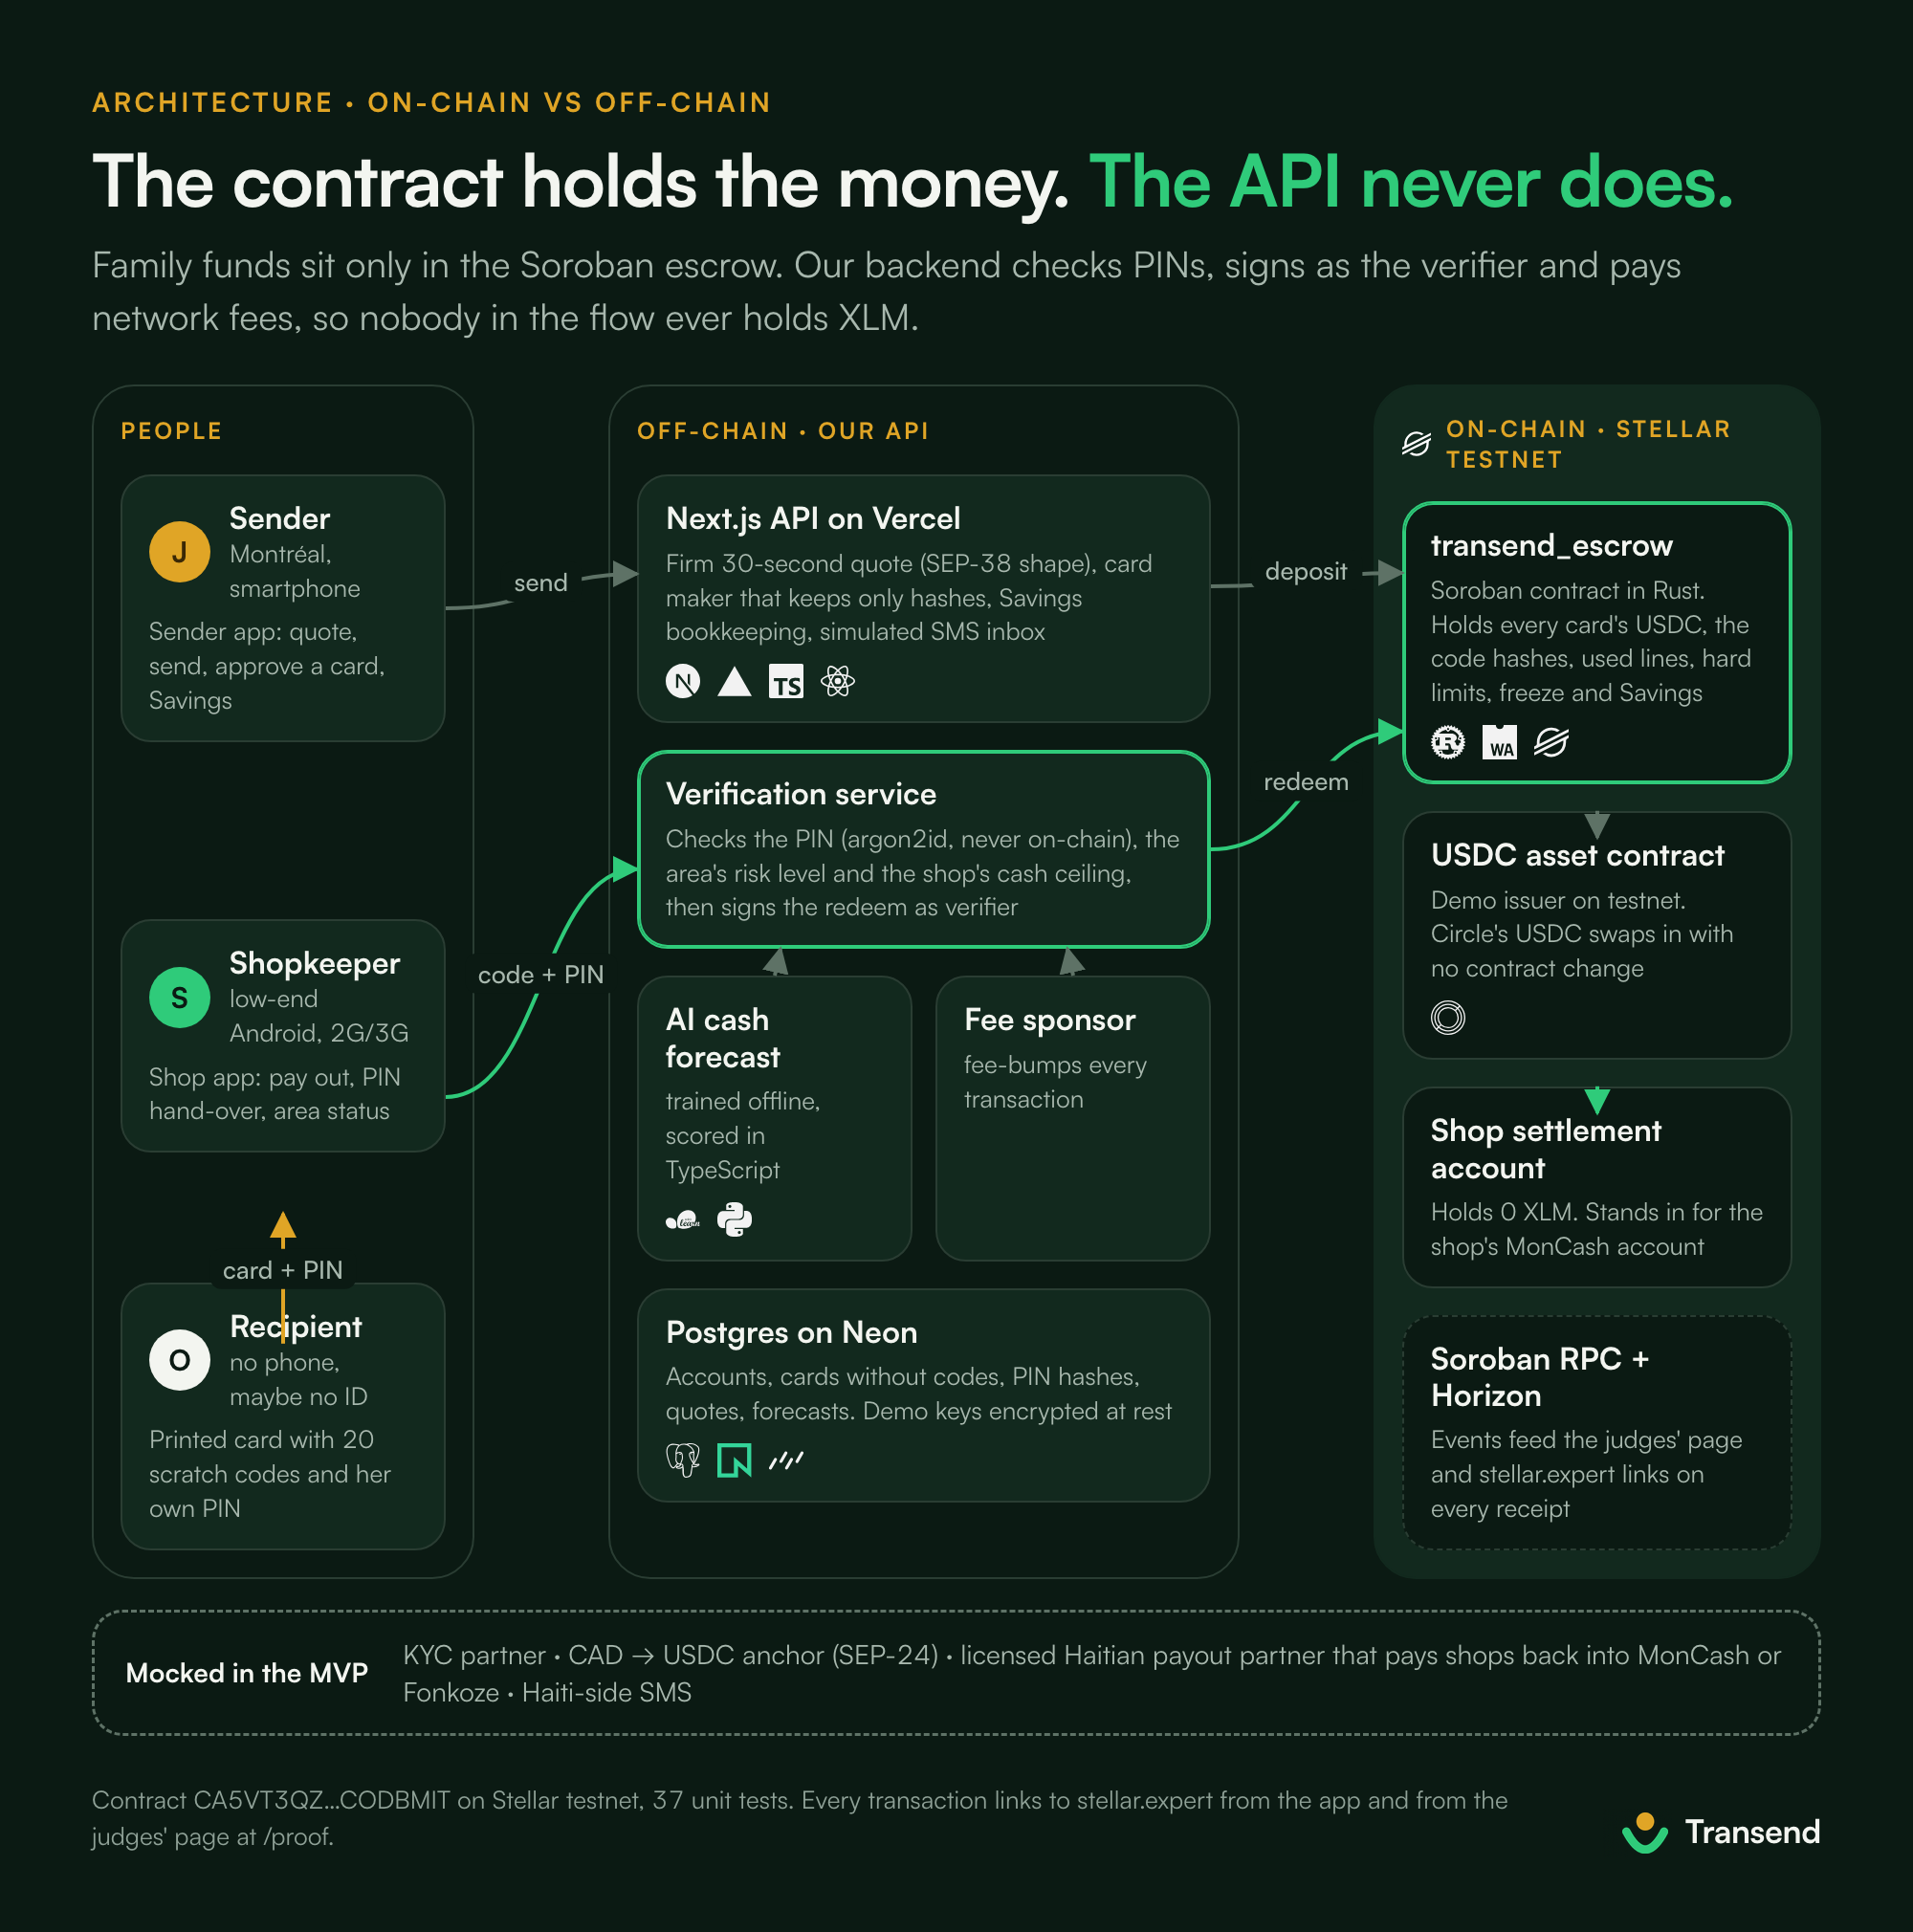 ARCHITECTURE · ON-CHAIN VS OFF-CHAIN
The contract holds the money. The API never does.
Family funds sit only in the Soroban escrow. Our backend checks PINs, signs as the verifier and pays
network fees, so nobody in the flow ever holds XLM.
PEOPLE
J
Sender
Montréal,
smartphone
Sender app: quote,
send, approve a card,
Savings
send
S
Shopkeeper
low-end
Android, 2G/3G
Shop app: pay out, PIN
hand-over, area status
code + PIN
card + PIN
O
Recipient
no phone,
maybe no ID
Printed card with 20
scratch codes and her
own PIN
OFF-CHAIN · OUR API
Next.js API on Vercel
Firm 30-second quote (SEP-38 shape), card
maker that keeps only hashes, Savings
bookkeeping, simulated SMS inbox
N
TS
deposit
Verification service
Checks the PIN (argon2id, never on-chain), the
area's risk level and the shop's cash ceiling,
then signs the redeem as verifier
redeem
AI cash
forecast
trained offline,
scored in
TypeScript
learn
Fee sponsor
fee-bumps every
transaction
Postgres on Neon
Accounts, cards without codes, PIN hashes,
quotes, forecasts. Demo keys encrypted at rest
ON-CHAIN · STELLAR
TESTNET
transend_escrow
Soroban contract in Rust.
Holds every card's USDC, the
code hashes, used lines, hard
limits, freeze and Savings
R
WA
USDC asset contract
Demo issuer on testnet.
Circle's USDC swaps in with
no contract change
Shop settlement
account
Holds 0 XLM. Stands in for the
shop's MonCash account
Soroban RPC +
Horizon
Events feed the judges' page
and stellar.expert links on
every receipt
Mocked in the MVP
KYC partner · CAD → USDC anchor (SEP-24) · licensed Haitian payout partner that pays shops back into MonCash or
Fonkoze · Haiti-side SMS
Contract CA5VT3QZ...CODBMIT on Stellar testnet, 37 unit tests. Every transaction links to stellar.expert from the app and from the
judges' page at /proof.
Transend